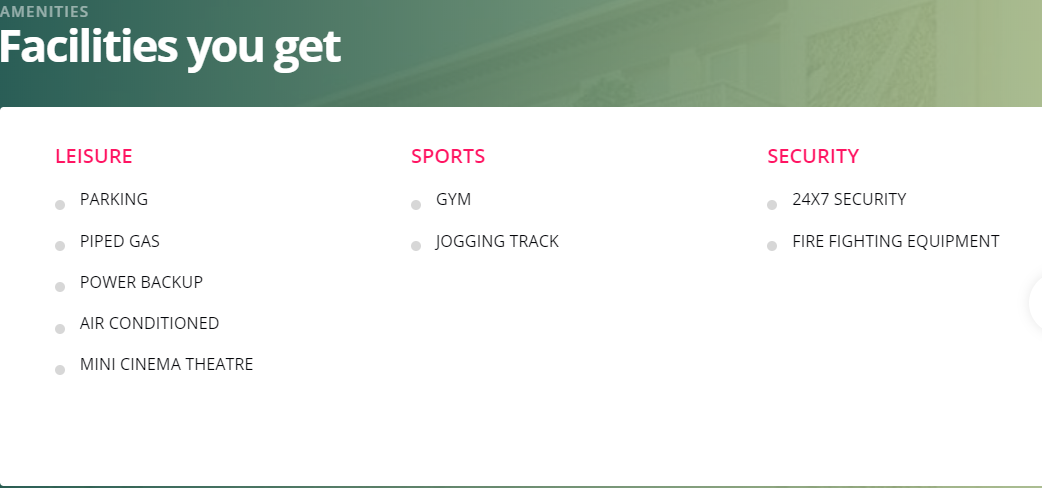 AMENITIES
Facilities you get
LEISURE
PARKING
PIPED GAS
POWER BACKUP
AIR CONDITIONED
MINI CINEMA THEATRE
SPORTS
GYM
JOGGING TRACK
SECURITY
24X7 SECURITY
FIRE FIGHTING EQUIPMENT